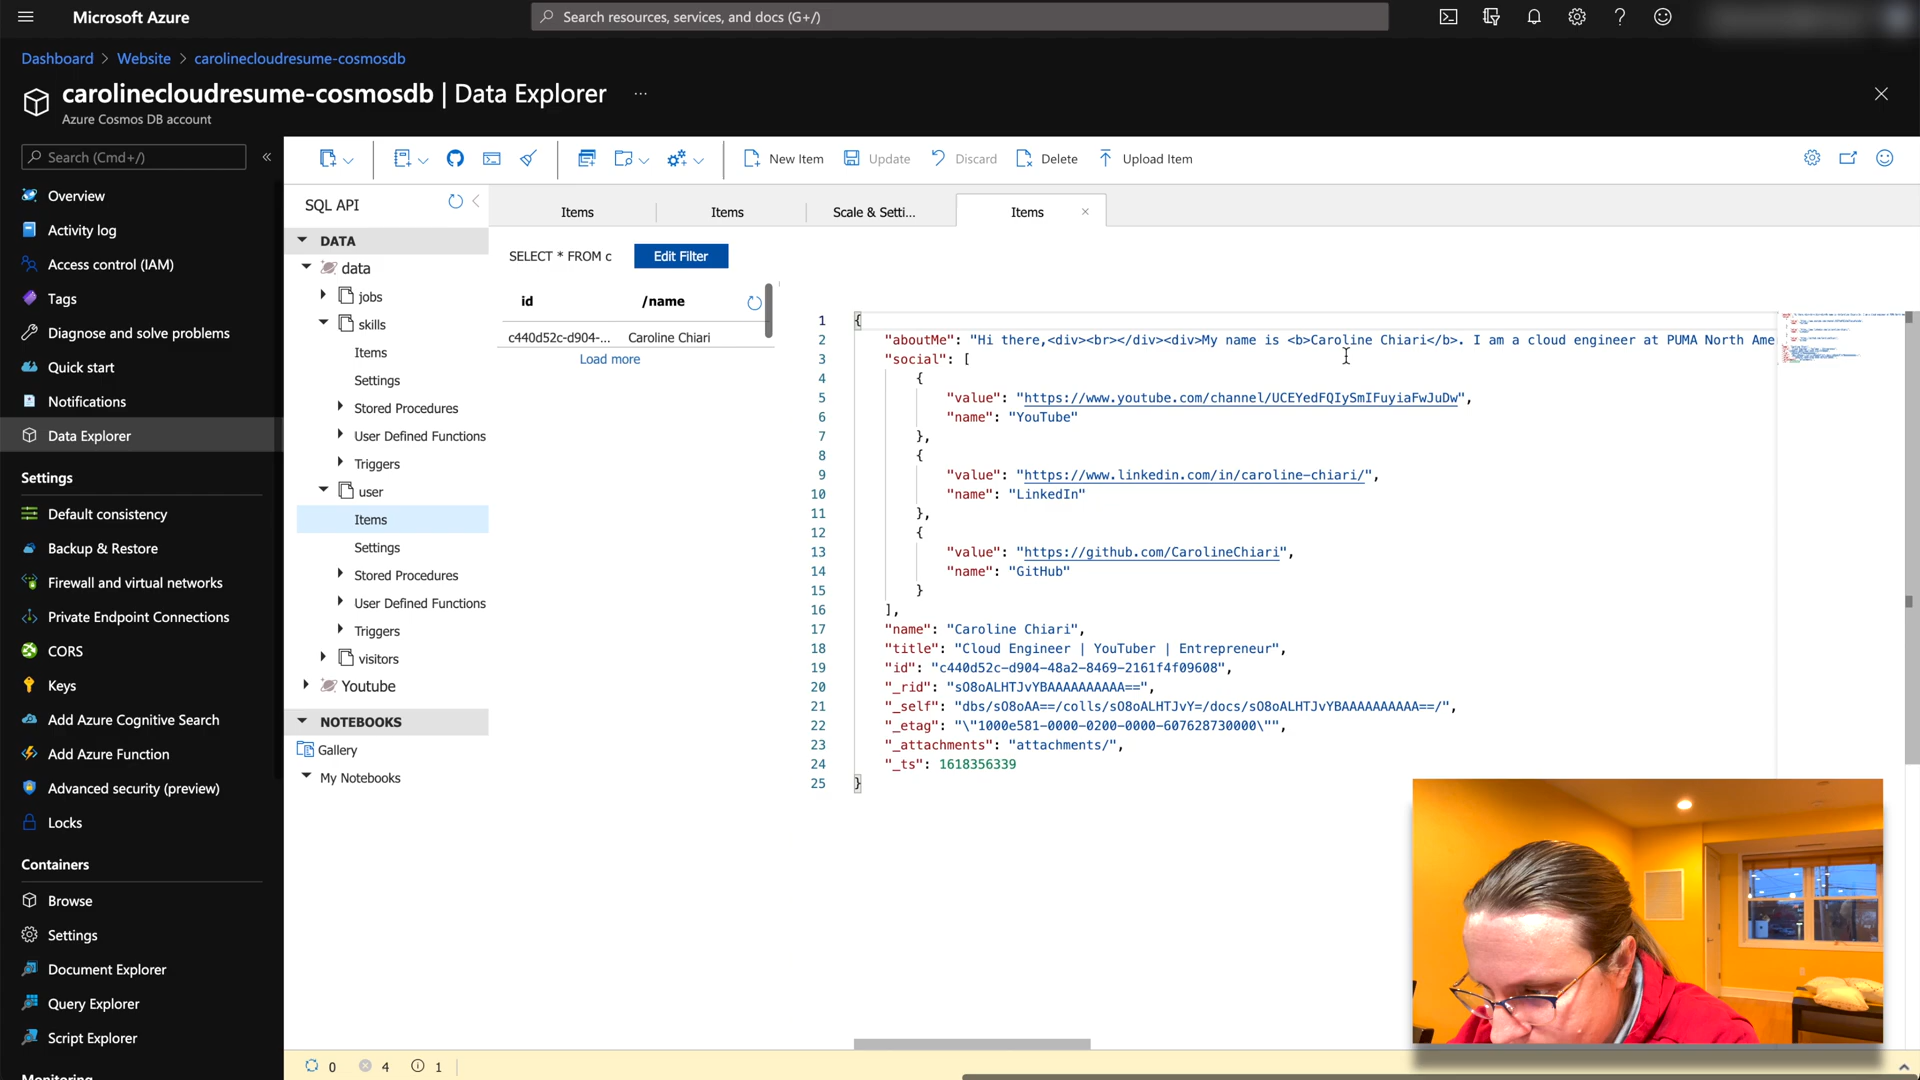 Microsoft Azure
Search resources, services, and docs (G+/)
Dashboard > Website > carolinecloudresume-cosmosdb
carolinecloudresume-cosmosdb | Data Explorer ...
Azure Cosmos DB account
Search (Cmd+/)
«
Overview
Activity log
Access control (IAM)
Tags
Diagnose and solve problems
Quick start
Notifications
Data Explorer
Settings
Default consistency
Backup & Restore
Firewall and virtual networks
Private Endpoint Connections
CORS
Keys
Add Azure Cognitive Search
Add Azure Function
Advanced security (preview)
Locks
Containers
Browse
Settings
Document Explorer
Query Explorer
Script Explorer
Monitoring
New Item
Update
Discard
Delete
Upload Item
SQL API
DATA
data
jobs
skills
Items
Settings
Stored Procedures
User Defined Functions
Triggers
user
Items
Settings
Stored Procedures
User Defined Functions
Triggers
visitors
Youtube
NOTEBOOKS
Gallery
My Notebooks
Items
Items
Scale & Setti...
Items
SELECT * FROM c
Edit Filter
id /name
c440d52c-d904-... Caroline Chiari
Load more
1 {
2 "aboutMe": "Hi there,<div><br></div><div>My name is <b>Caroline Chiari</b>. I am a cloud engineer at PUMA North Ame
3 "social": [
4 {
5 "value": "https://www.youtube.com/channel/UCEYedFQIySmIFuyiaFwJuDw",
6 "name": "YouTube"
7 },
8 {
9 "value": "https://www.linkedin.com/in/caroline-chiari/",
10 "name": "LinkedIn"
11 },
12 {
13 "value": "https://github.com/CarolineChiari",
14 "name": "GitHub"
15 }
16 ],
17 "name": "Caroline Chiari",
18 "title": "Cloud Engineer | YouTuber | Entrepreneur",
19 "id": "c440d52c-d904-48a2-8469-2161f4f09608",
20 "_rid": "sO8oALHTJvYBAAAAAAAAAA==",
21 "_self": "dbs/sO8oAA==/colls/sO8oALHTJvY=/docs/sO8oALHTJvYBAAAAAAAAAA==/",
22 "_etag": "\"1000e581-0000-0200-0000-607628730000\"",
23 "_attachments": "attachments/",
24 "_ts": 1618356339
25 }
0 4 1